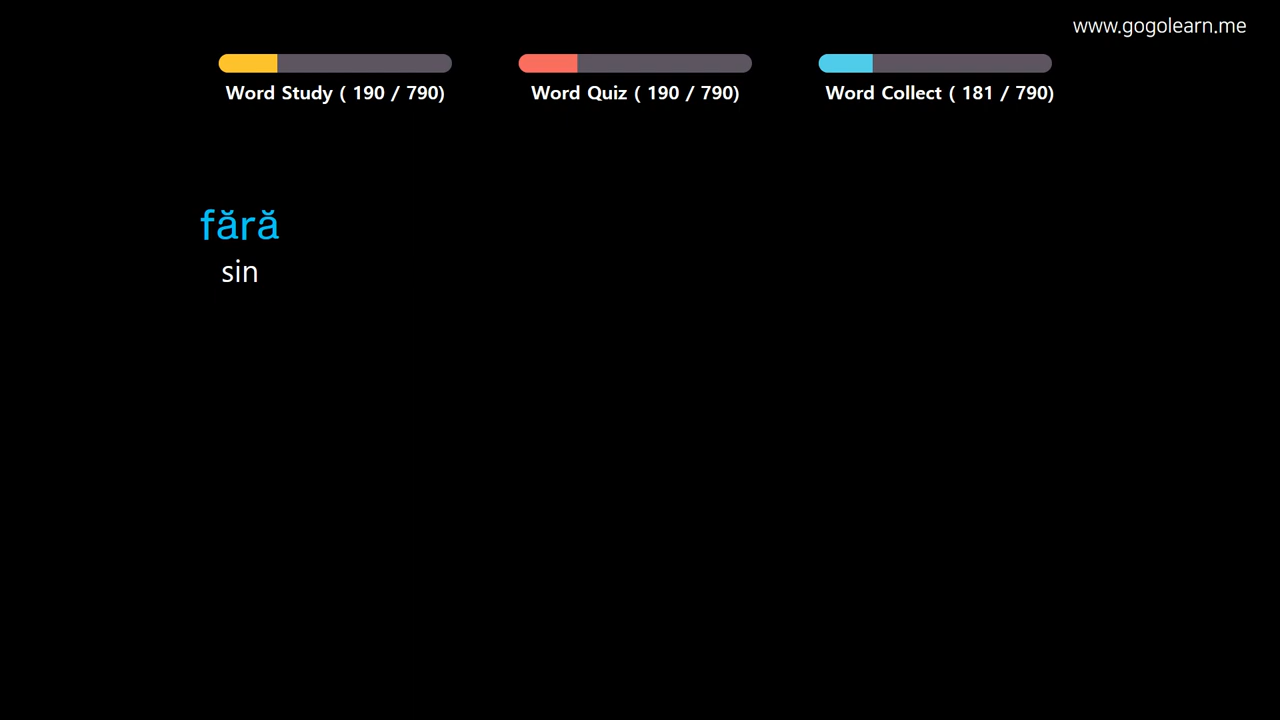 www.gogolearn.me
Word Study ( 190 / 790)
Word Quiz ( 190 / 790)
Word Collect ( 181 / 790)
fără
sin